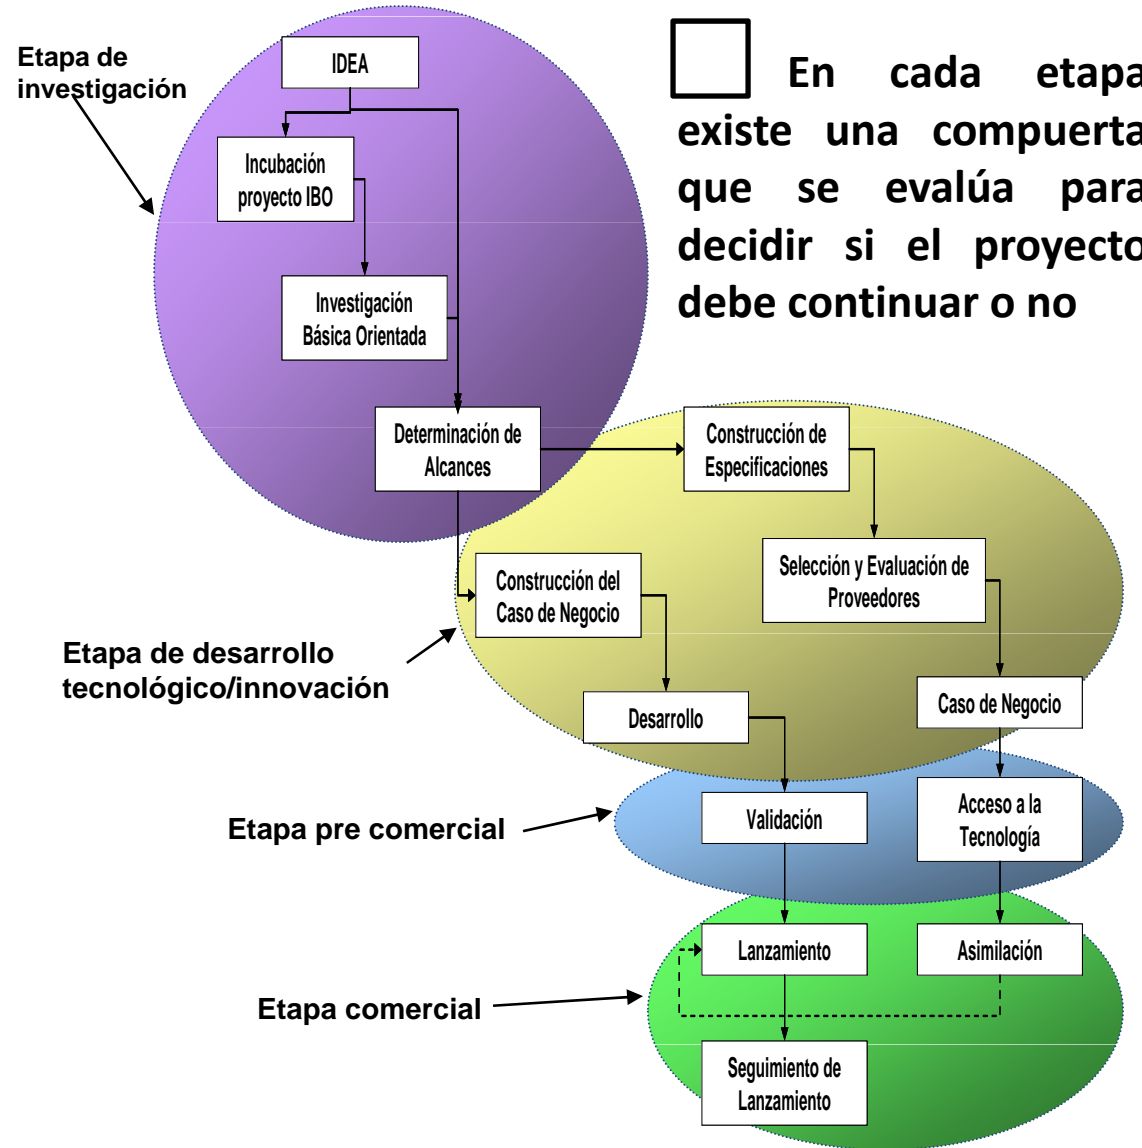 Etapa de
investigación
IDEA
Incubación
proyecto IBO
Investigación
Básica Orientada
Determinación de
Alcances
En cada etapa
existe una compuerta
que se evalúa para
decidir si el proyecto
debe continuar o no
Construcción de
Especificaciones
Selección y Evaluación de
Proveedores
Construcción del
Caso de Negocio
Etapa de desarrollo
tecnológico/innovación
Desarrollo
Caso de Negocio
Etapa pre comercial
Validación
Acceso a la
Tecnología
Lanzamiento
Asimilación
Etapa comercial
Seguimiento de
Lanzamiento